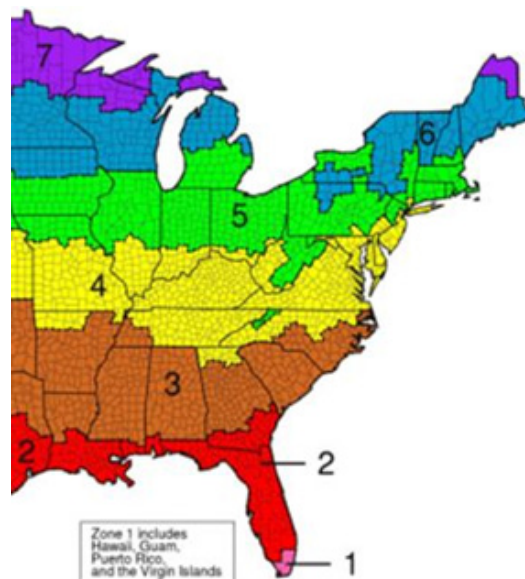 7
6
5
4
3
2
2
1
Zone 1 includes
Hawaii, Guam,
Puerto Rico,
and the Virgin Islands